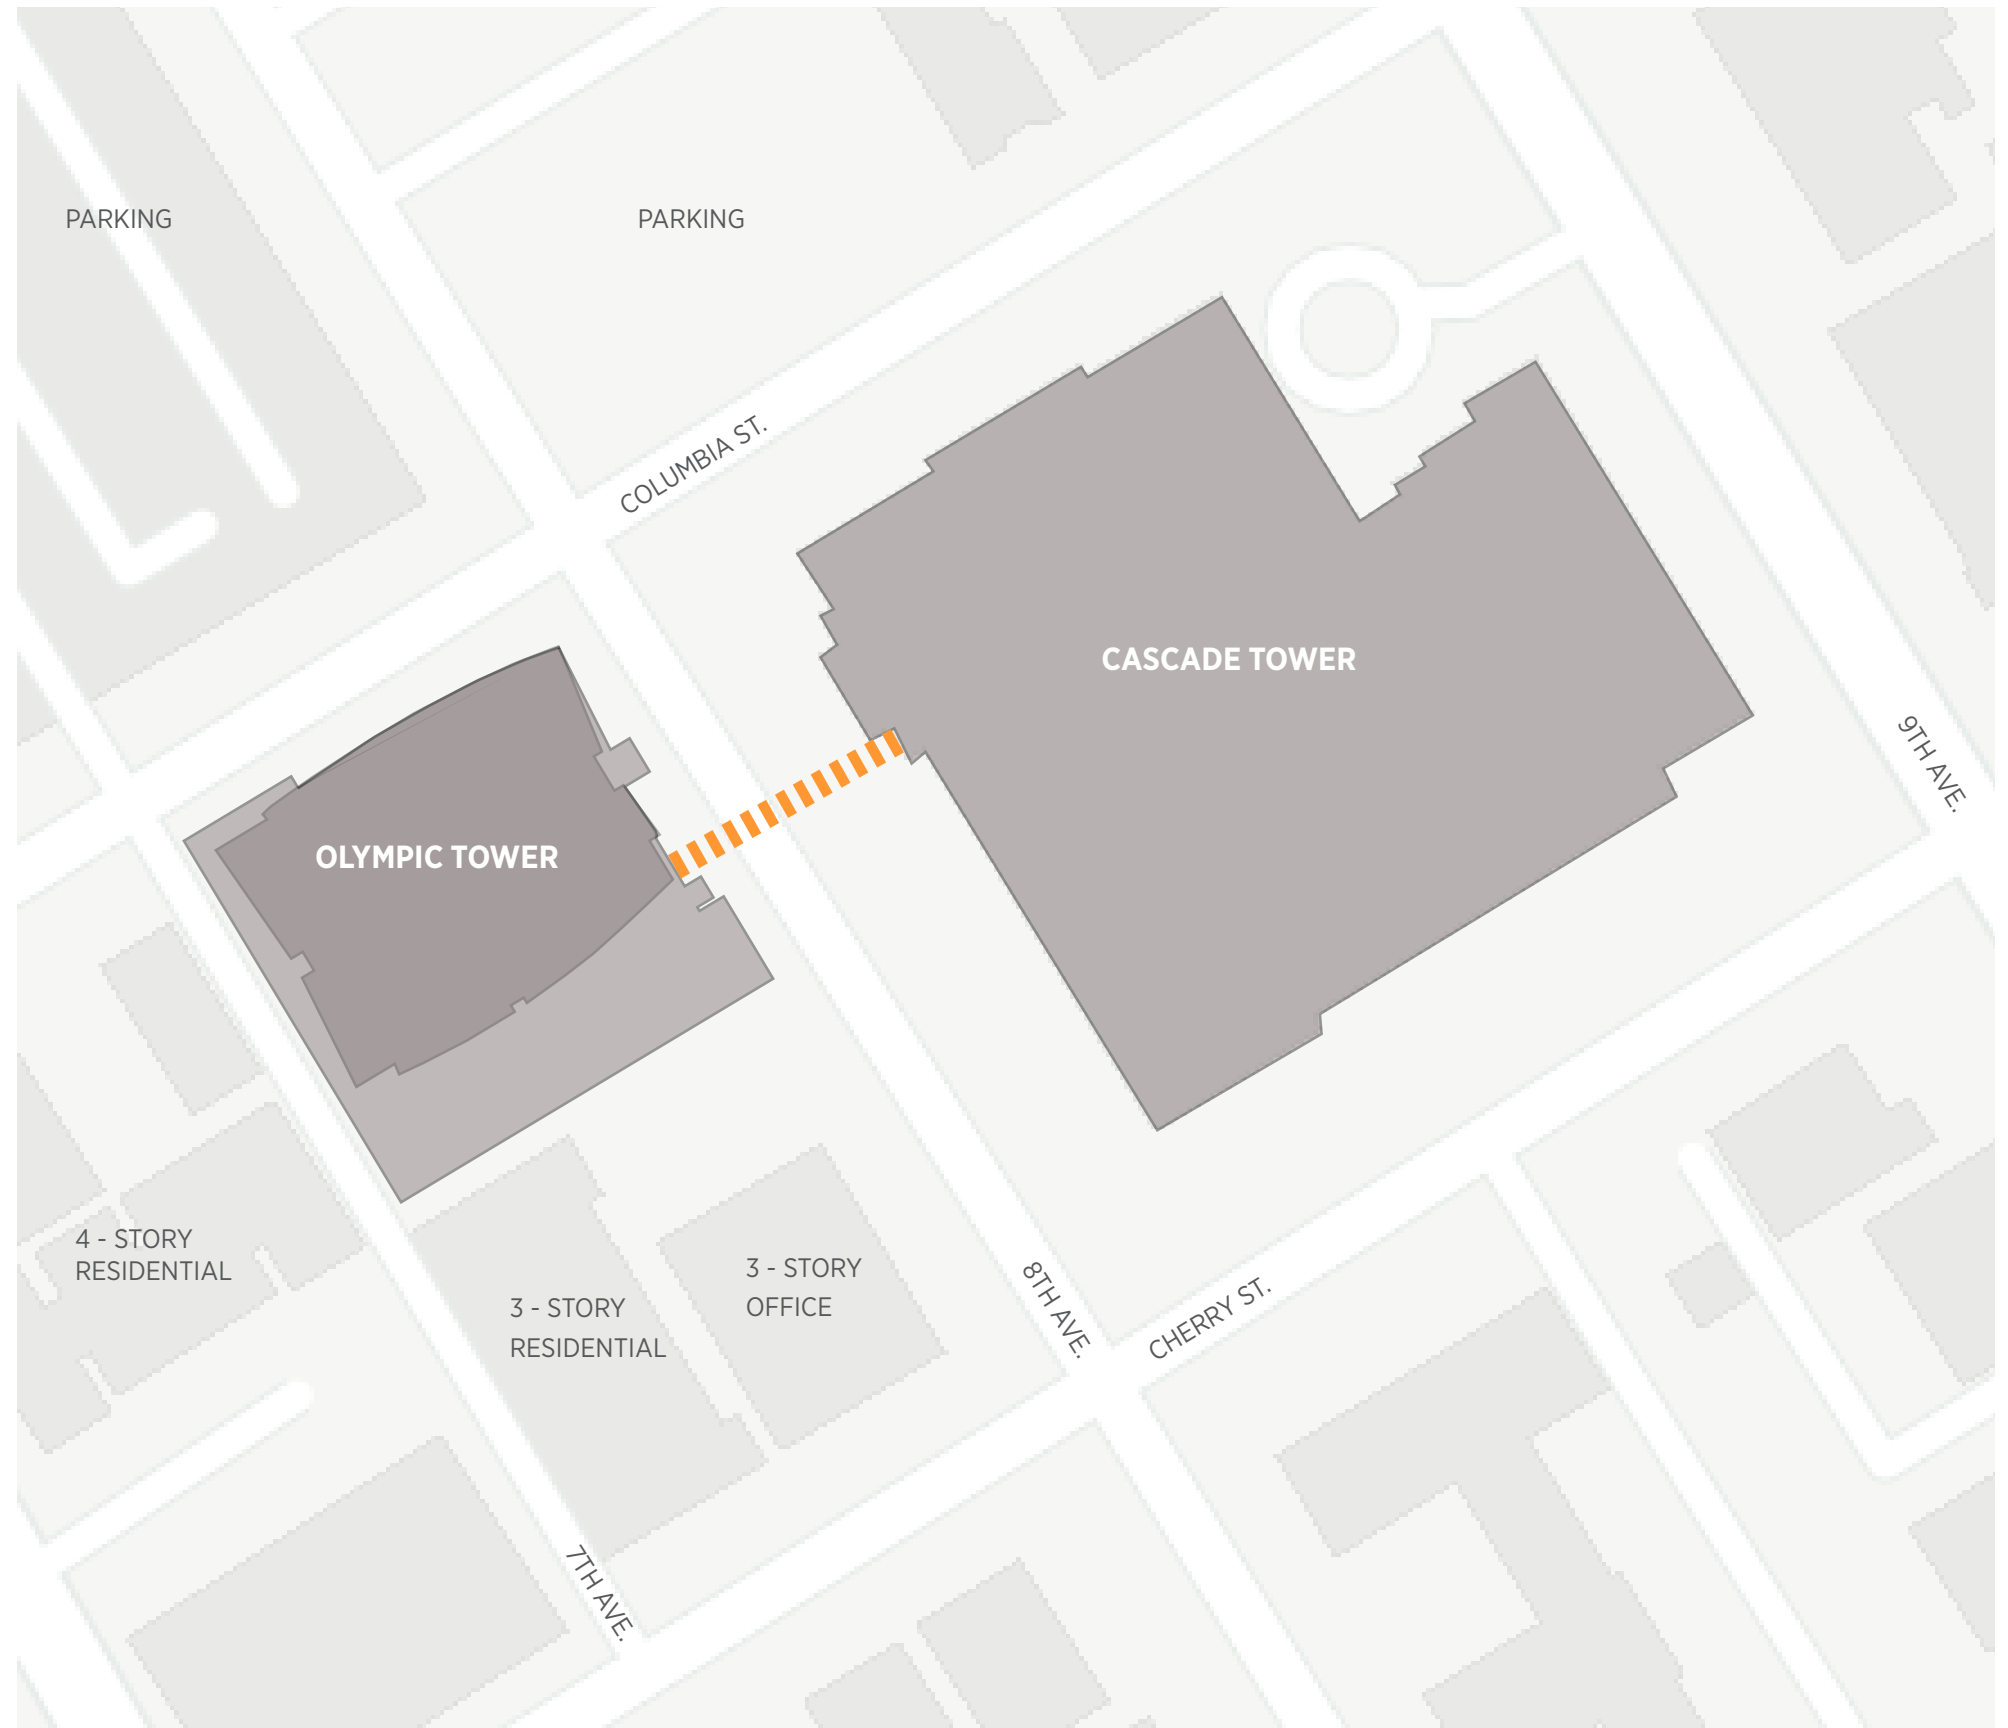 PARKING
PARKING
COLUMBIA ST.
CASCADE TOWER
9TH AVE.
OLYMPIC TOWER
4 - STORY
RESIDENTIAL
3 - STORY
OFFICE
3 - STORY
RESIDENTIAL
8TH AVE.
CHERRY ST.
7TH AVE.